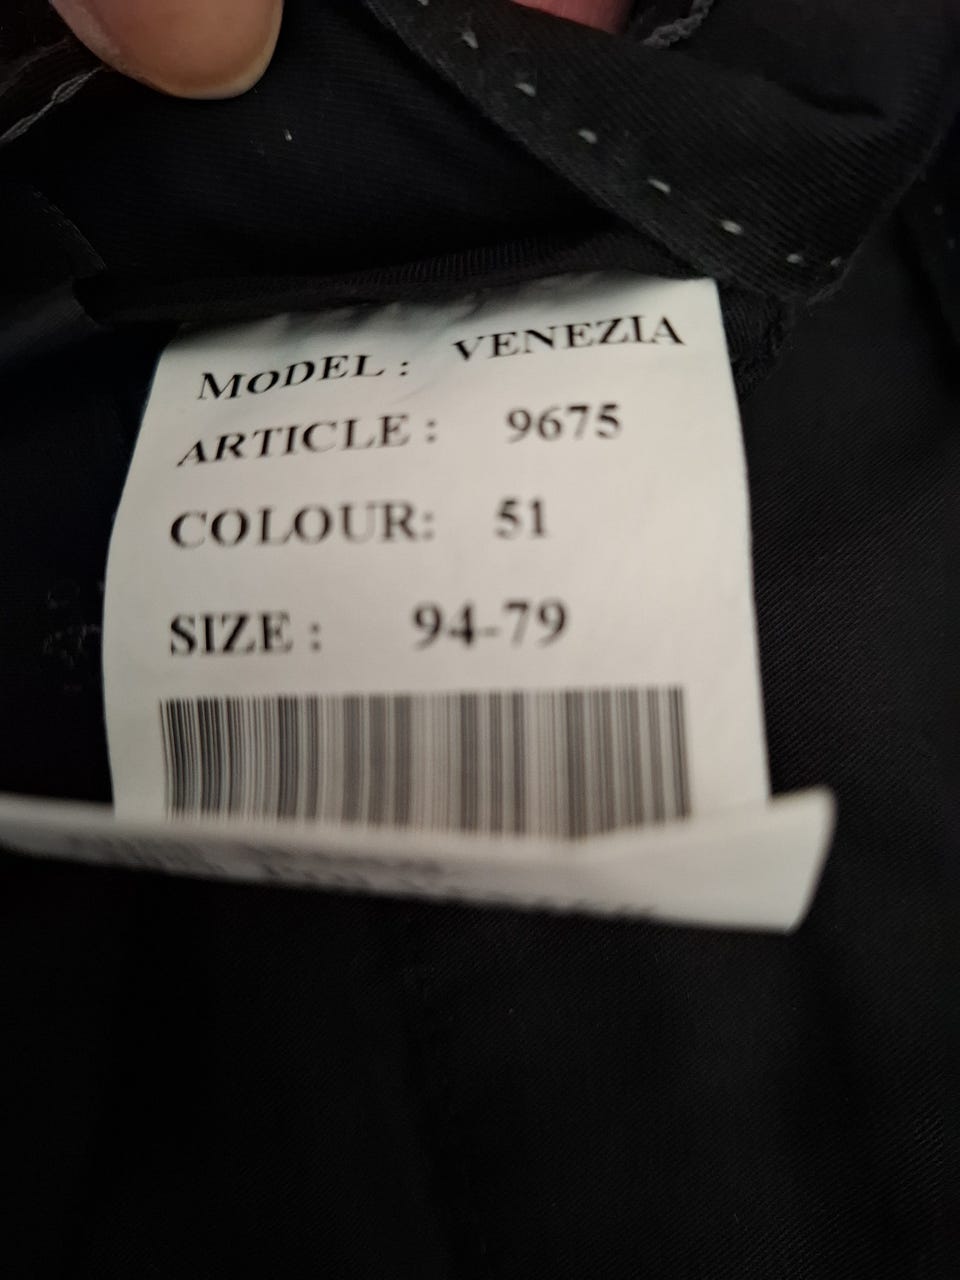 MODEL : VENEZIA
ARTICLE : 9675
COLOUR: 51
SIZE : 94-79